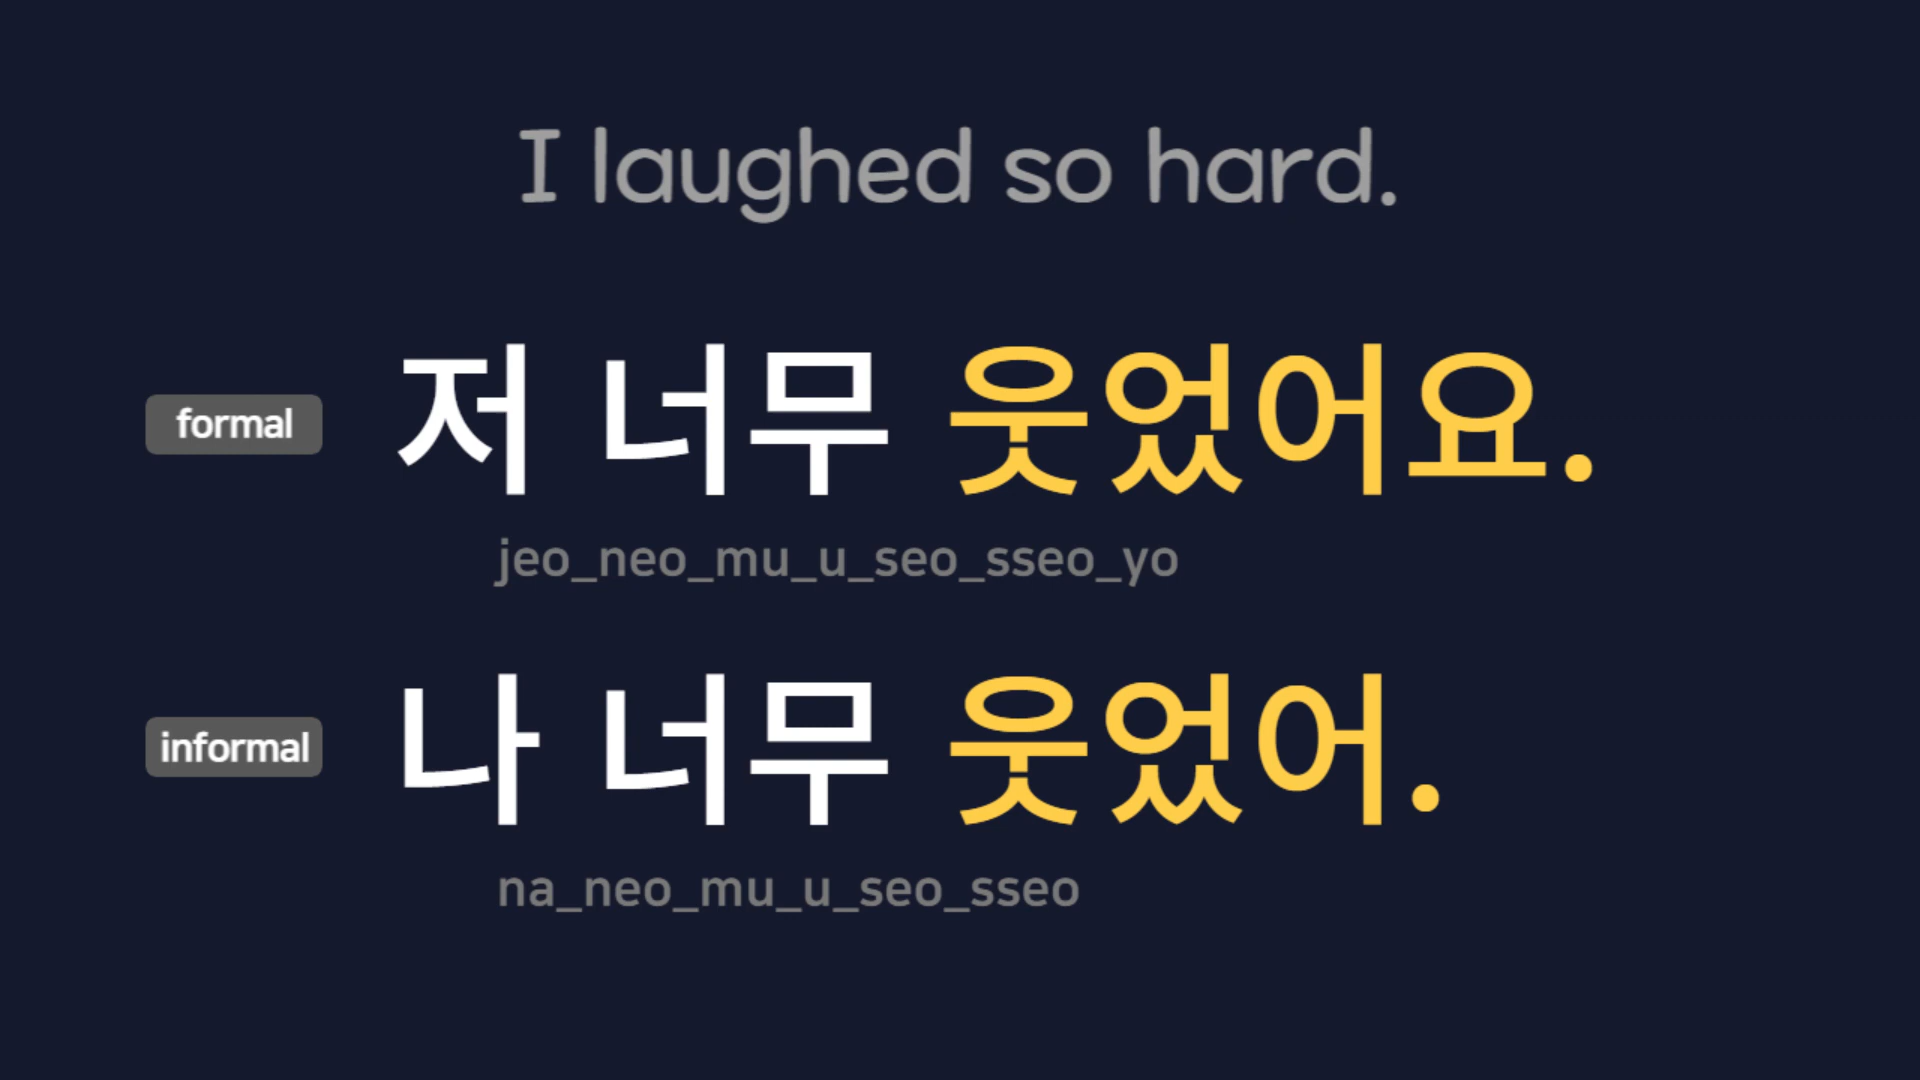 I laughed so hard.
formal
저 너무 웃었어요.
jeo_neo_mu_u_seo_sseo_yo
informal
나 너무 웃었어.
na_neo_mu_u_seo_sseo